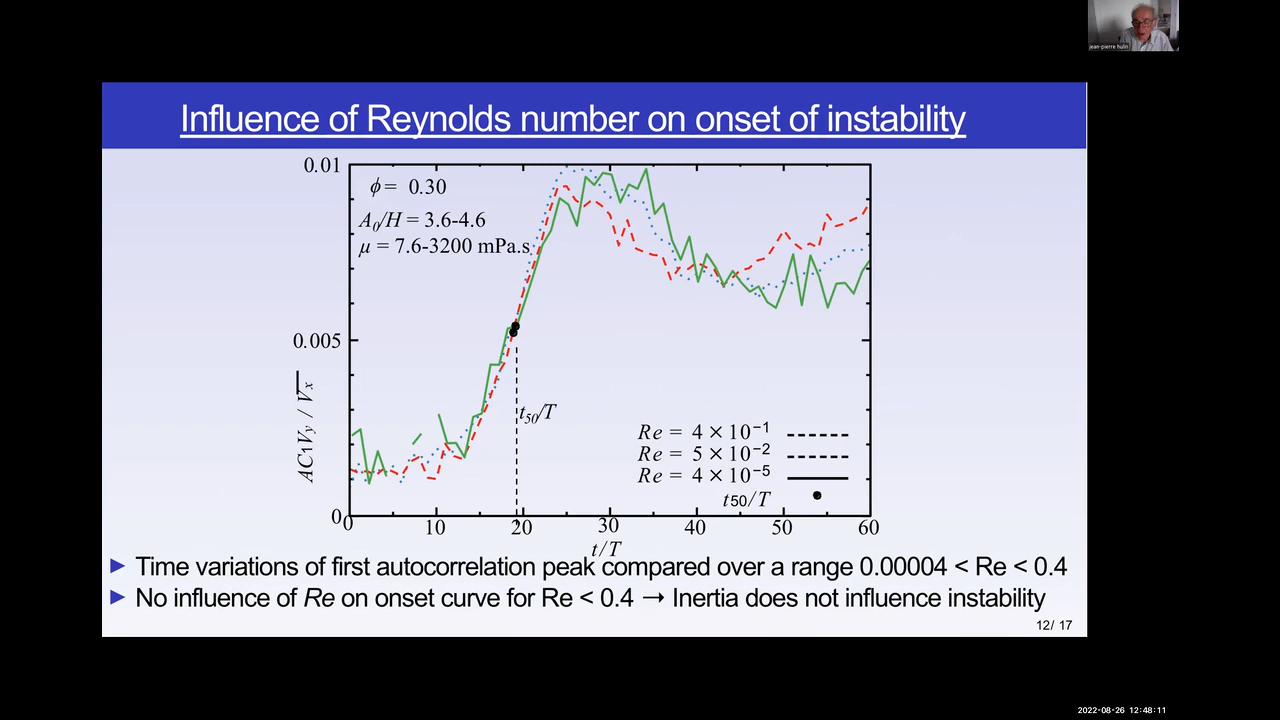 jean-pierre hulin
Influence of Reynolds number on onset of instability
0.01
ϕ = 0.30
A₀/H = 3.6-4.6
μ = 7.6-3200 mPa.s
0.005
AC1Vy / Vx
t₅₀/T
Re = 4 × 10⁻¹
Re = 5 × 10⁻²
Re = 4 × 10⁻⁵
t50/T
0
0 10 20 30 40 50 60
t/T
► Time variations of first autocorrelation peak compared over a range 0.00004 < Re < 0.4
► No influence of Re on onset curve for Re < 0.4 → Inertia does not influence instability
12/ 17
2022-08-26 12:48:11